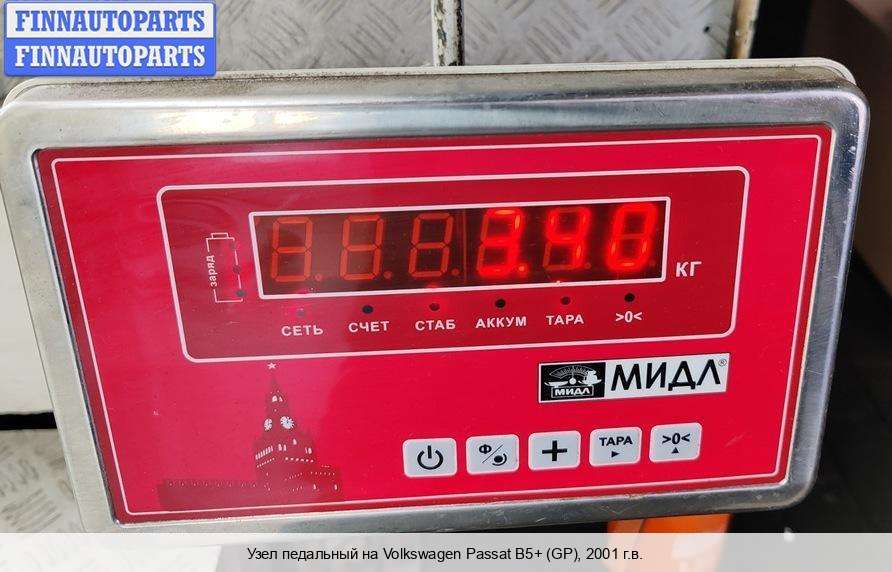 FINNAUTOPARTS
FINNAUTOPARTS
заряд
3.40
КГ
СЕТЬ СЧЕТ СТАБ АККУМ ТАРА >0<
МИДЛ МИДЛ®
Ф ТАРА >0<
Узел педальный на Volkswagen Passat B5+ (GP), 2001 г.в.